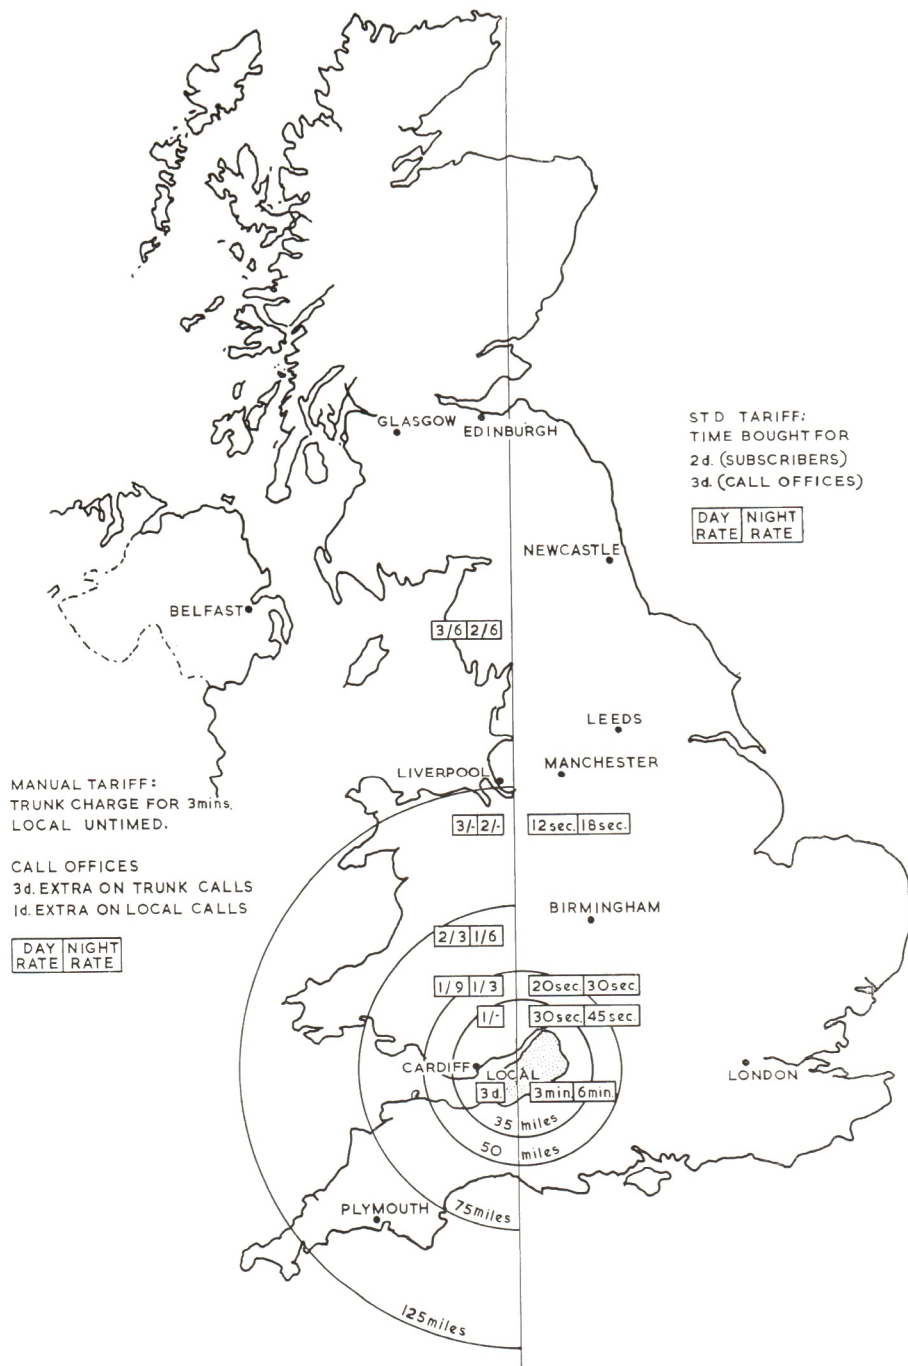 GLASGOW
EDINBURGH
STD TARIFF:
TIME BOUGHT FOR
2d. (SUBSCRIBERS)
3d. (CALL OFFICES)
DAY RATE NIGHT RATE
NEWCASTLE
BELFAST
3/6 2/6
LEEDS
MANCHESTER
LIVERPOOL
MANUAL TARIFF:
TRUNK CHARGE FOR 3mins.
LOCAL UNTIMED.
CALL OFFICES
3d. EXTRA ON TRUNK CALLS
1d. EXTRA ON LOCAL CALLS
DAY RATE NIGHT RATE
3/- 2/-
12sec. 18sec.
BIRMINGHAM
2/3 1/6
1/9 1/3
20sec. 30sec.
1/-
30sec. 45sec.
CARDIFF
LOCAL
LONDON
3d.
3min. 6min.
35 miles
50 miles
75miles
PLYMOUTH
125miles